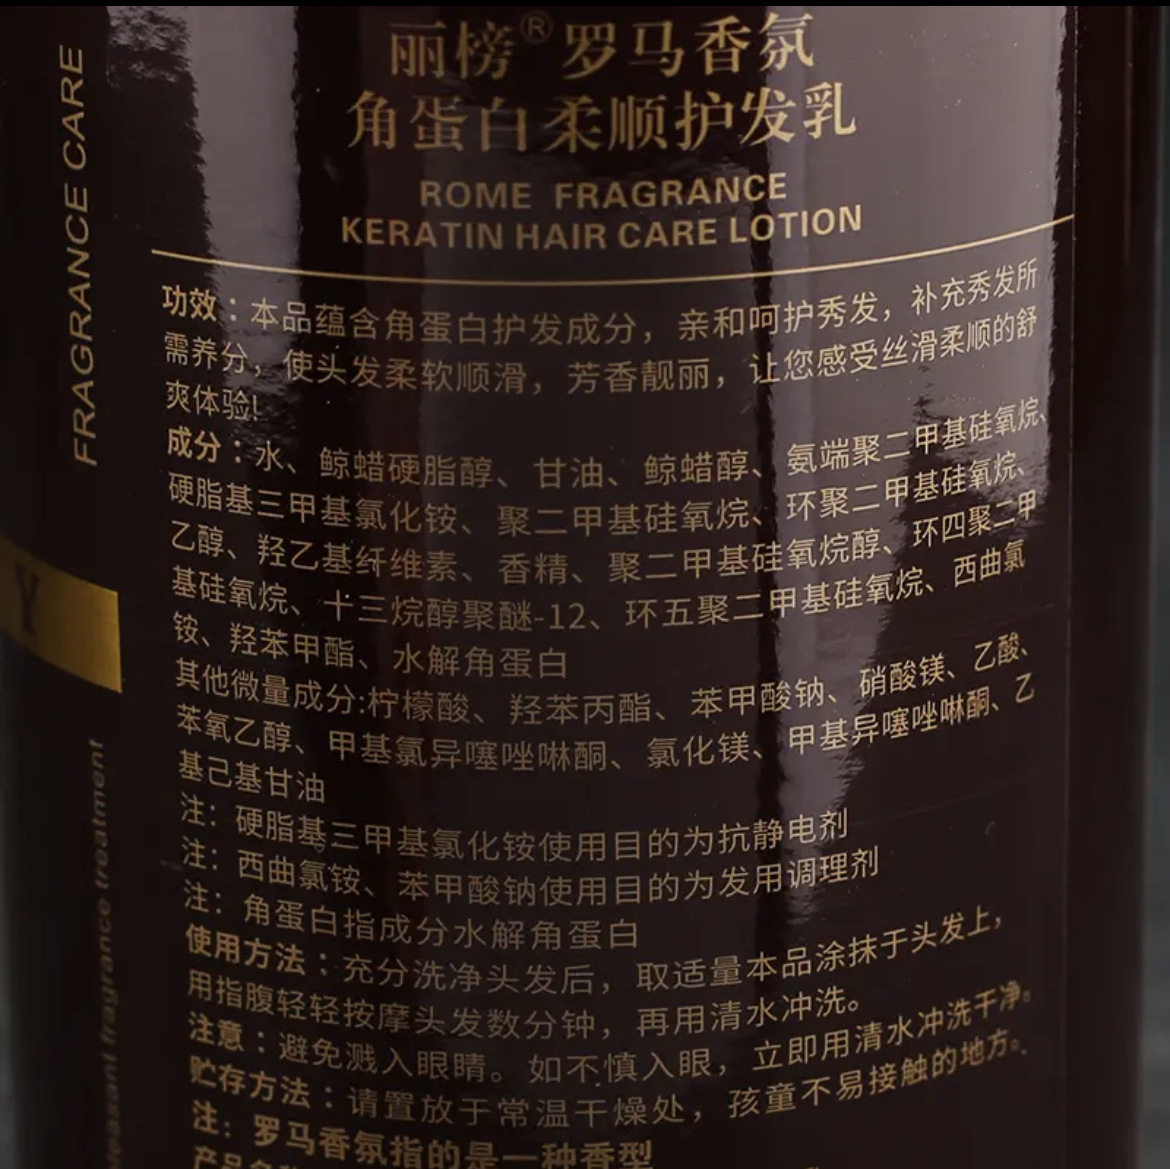 FRAGRANCE CARE
Y
easant fragrance treatment
丽榜®罗马香氛
角蛋白柔顺护发乳
ROME FRAGRANCE
KERATIN HAIR CARE LOTION
功效：本品蕴含角蛋白护发成分，亲和呵护秀发，补充秀发所
需养分，使头发柔软顺滑，芳香靓丽，让您感受丝滑柔顺的舒
爽体验!
成分：水、鲸蜡硬脂醇、甘油、鲸蜡醇、氨端聚二甲基硅氧烷、
硬脂基三甲基氯化铵、聚二甲基硅氧烷、环聚二甲基硅氧烷、
乙醇、羟乙基纤维素、香精、聚二甲基硅氧烷醇、环四聚二甲
基硅氧烷、十三烷醇聚醚-12、环五聚二甲基硅氧烷、西曲氯
铵、羟苯甲酯、水解角蛋白
其他微量成分:柠檬酸、羟苯丙酯、苯甲酸钠、硝酸镁、乙酸、
苯氧乙醇、甲基氯异噻唑啉酮、氯化镁、甲基异噻唑啉酮、乙
基己基甘油
注：硬脂基三甲基氯化铵使用目的为抗静电剂
注：西曲氯铵、苯甲酸钠使用目的为发用调理剂
注：角蛋白指成分水解角蛋白
使用方法：充分洗净头发后，取适量本品涂抹于头发上，
用指腹轻轻按摩头发数分钟，再用清水冲洗。
注意：避免溅入眼睛。如不慎入眼，立即用清水冲洗干净。
贮存方法：请置放于常温干燥处，孩童不易接触的地方。
注：罗马香氛指的是一种香型